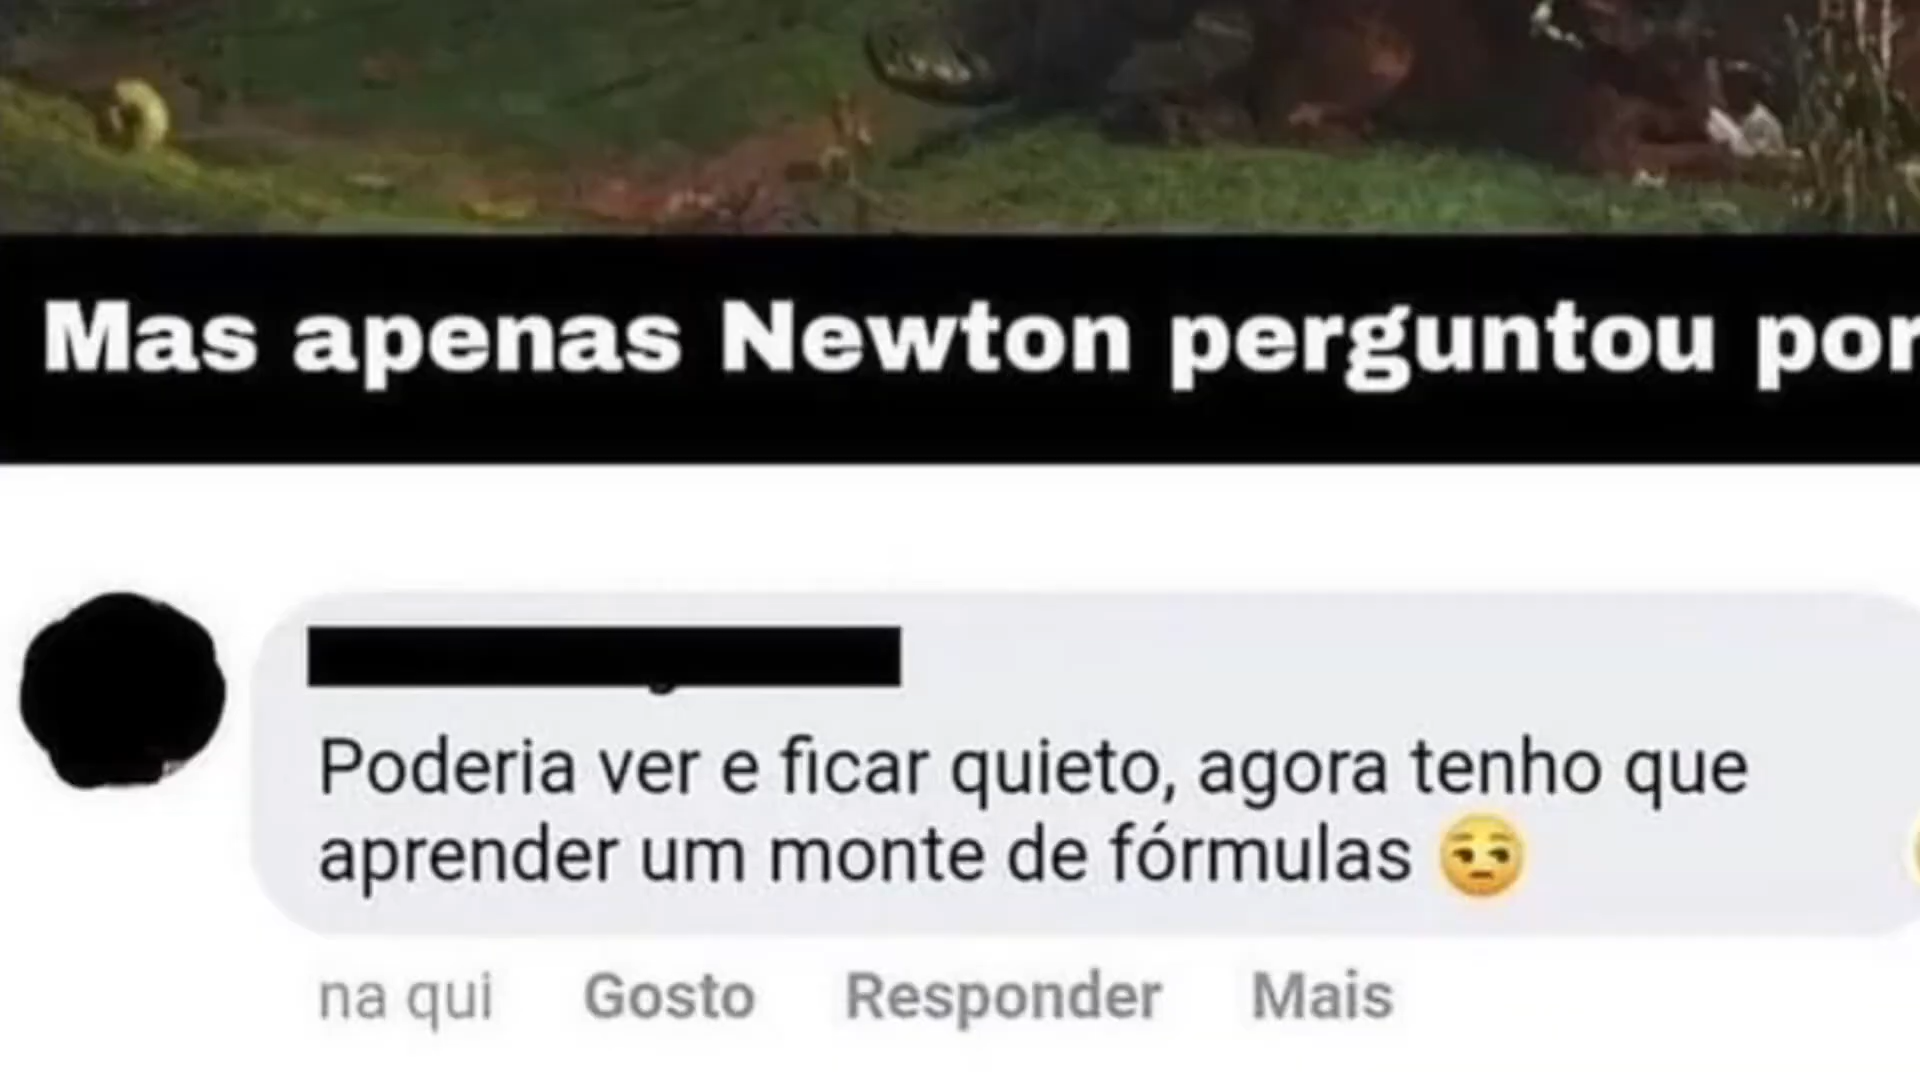 Mas apenas Newton perguntou por
Poderia ver e ficar quieto, agora tenho que
aprender um monte de fórmulas 😒
na qui Gosto Responder Mais